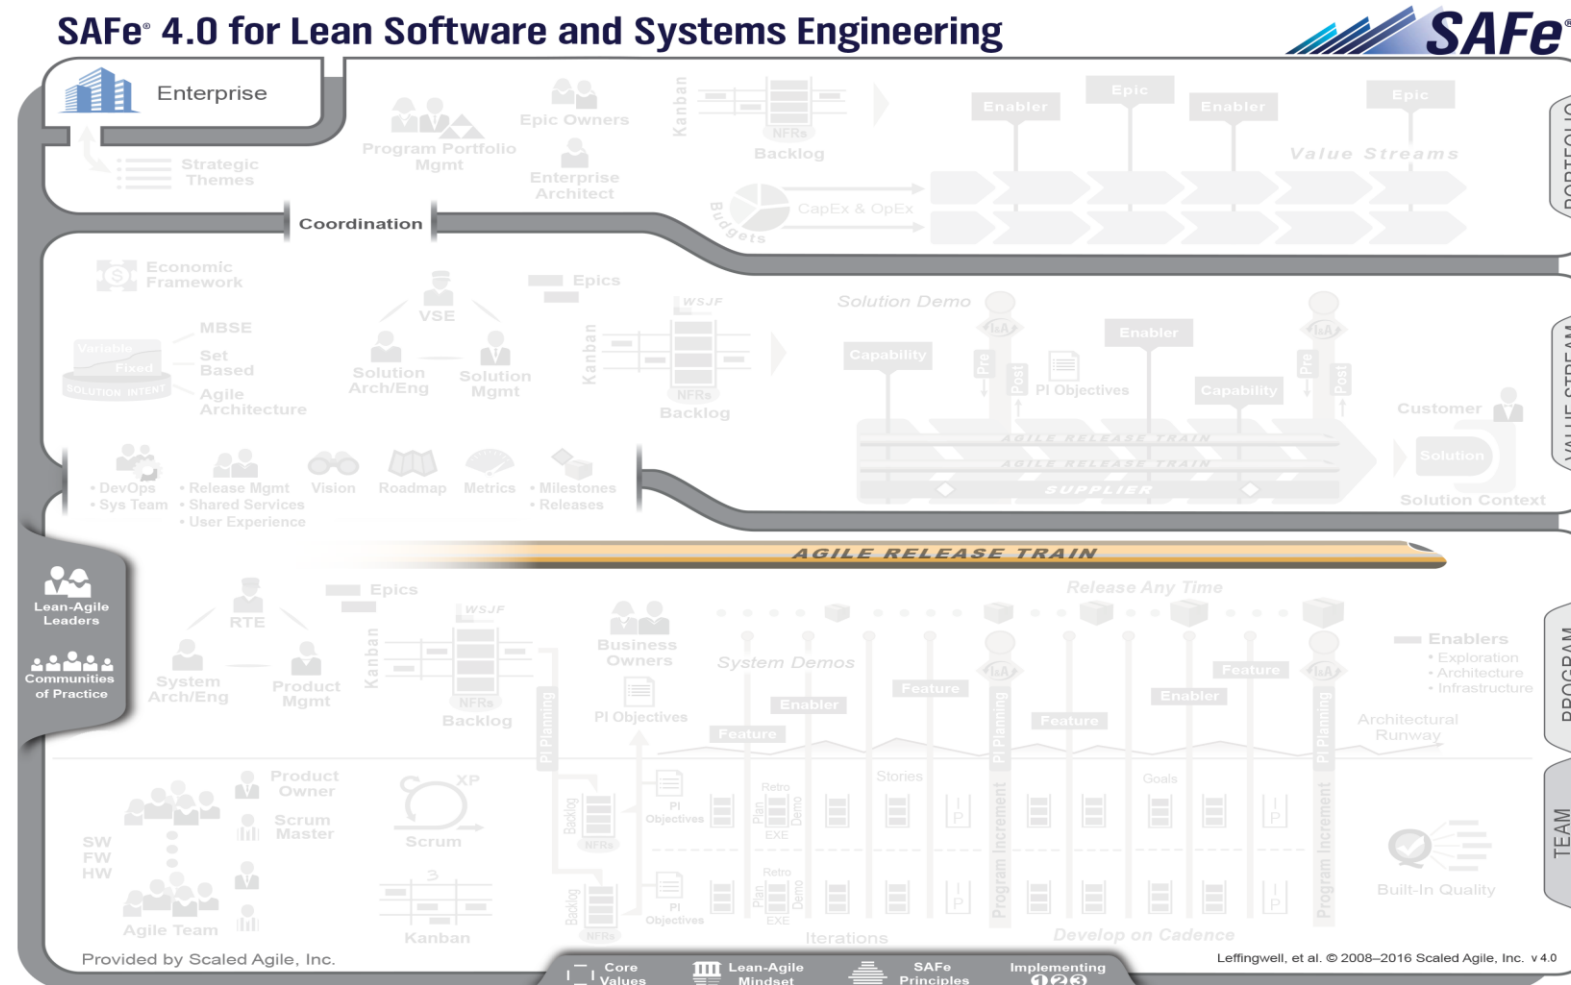 SAFe® 4.0 for Lean Software and Systems Engineering
SAFe®
Enterprise
Strategic
Themes
Program Portfolio
Mgmt
Epic Owners
Enterprise
Architect
Kanban
NFRs
Backlog
Enabler
Epic
Enabler
Epic
Value Streams
Budgets
CapEx & OpEx
PORTFOLIO
Coordination
Economic
Framework
MBSE
Variable
Fixed
SOLUTION INTENT
Set
Based
Agile
Architecture
VSE
Solution
Arch/Eng
Solution
Mgmt
Epics
Kanban
WSJF
NFRs
Backlog
Solution Demo
Capability
I&A
Pre
Post
PI Objectives
Enabler
Capability
I&A
Pre
Post
AGILE RELEASE TRAIN
AGILE RELEASE TRAIN
SUPPLIER
Customer
Solution
Solution Context
VALUE STREAM
• DevOps
• Sys Team
• Release Mgmt
• Shared Services
• User Experience
Vision
Roadmap
Metrics
• Milestones
• Releases
AGILE RELEASE TRAIN
Lean-Agile
Leaders
Communities
of Practice
RTE
System
Arch/Eng
Product
Mgmt
Epics
Kanban
WSJF
NFRs
Backlog
PI Planning
Business
Owners
PI Objectives
System Demos
Release Any Time
Feature
Enabler
Feature
I&A
PI Planning
Feature
Enabler
Feature
I&A
PI Planning
Enablers
• Exploration
• Architecture
• Infrastructure
Architectural
Runway
PROGRAM
SW
FW
HW
Product
Owner
Scrum
Master
Agile Team
XP
Scrum
3
Kanban
Backlog
NFRs
PI
Objectives
Plan
Retro
Demo
EXE
Stories
I
P
Program Increment
Goals
I
P
Program Increment
Backlog
NFRs
PI
Objectives
Plan
Retro
Demo
EXE
I
P
I
P
Iterations
Develop on Cadence
Built-In Quality
TEAM
Provided by Scaled Agile, Inc.
Leffingwell, et al. © 2008–2016 Scaled Agile, Inc. v 4.0
Core
Values
Lean-Agile
Mindset
SAFe
Principles
Implementing
1 2 3